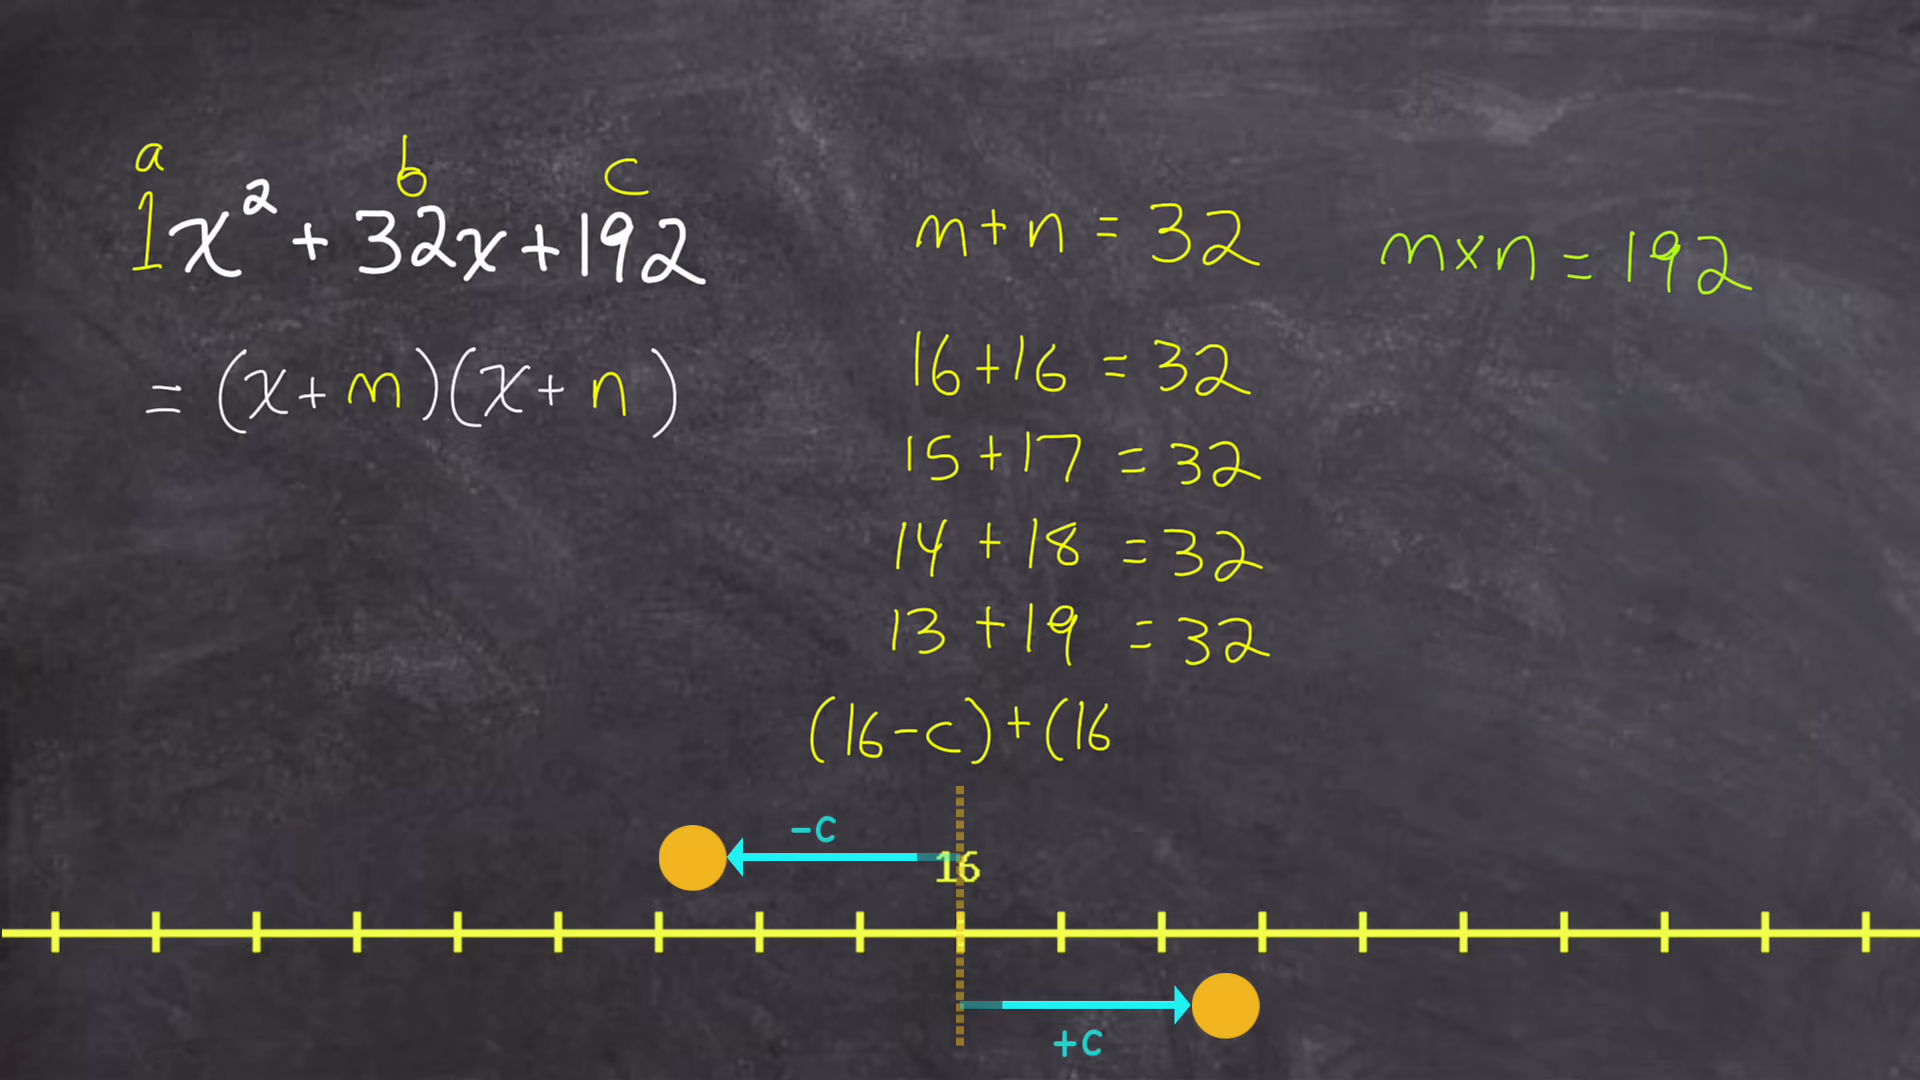 a b c
1x² + 32x + 192
= (x + m)(x + n)
m + n = 32
16 + 16 = 32
15 + 17 = 32
14 + 18 = 32
13 + 19 = 32
(16 - c) + (16
m x n = 192
-c
16
+c